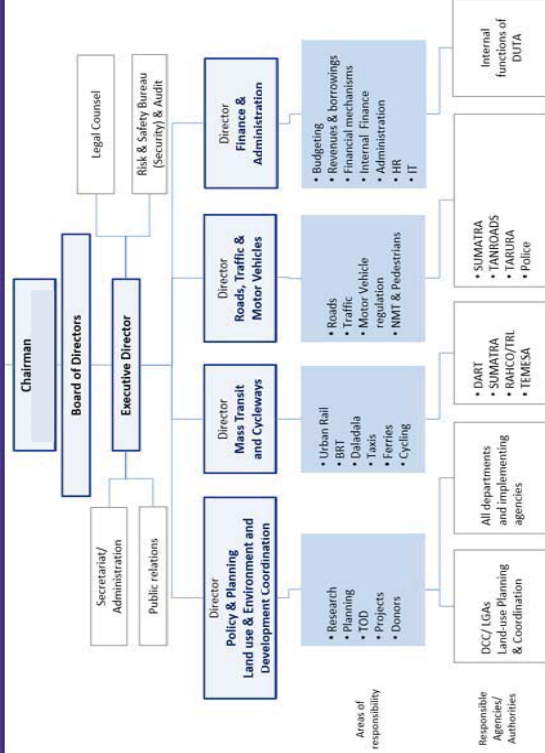 Chairman
Board of Directors
Executive Director
Secretariat/
Administration
Public relations
Legal Counsel
Risk & Safety Bureau
(Security) & Audit
Director
Policy & Planning
Land use & Environment and
Development Coordination
Director
Mass Transit
and Cycleways
Director
Roads, Traffic &
Motor Vehicles
Director
Finance &
Administration
Areas of
responsibility
• Research
• Planning
• TOD
• Projects
• Donors
• Urban Rail
• BRT
• Daladala
• Taxis
• Ferries
• Cycling
• Roads
• Traffic
• Motor Vehicle
regulation
• NMT & Pedestrians
• Budgeting
• Revenues & borrowings
• Financial mechanisms
• Internal Finance
• Administration
• HR
• IT
Responsible
Agencies/
Authorities
DCC/ LGAs
Land-use Planning
& Coordination
All departments
and implementing
agencies
• DART
• SUMATRA
• RAHCO/TRL
• TEMESA
• SUMATRA
• TANROADS
• TARURA
• Police
Internal
functions of
DUTA